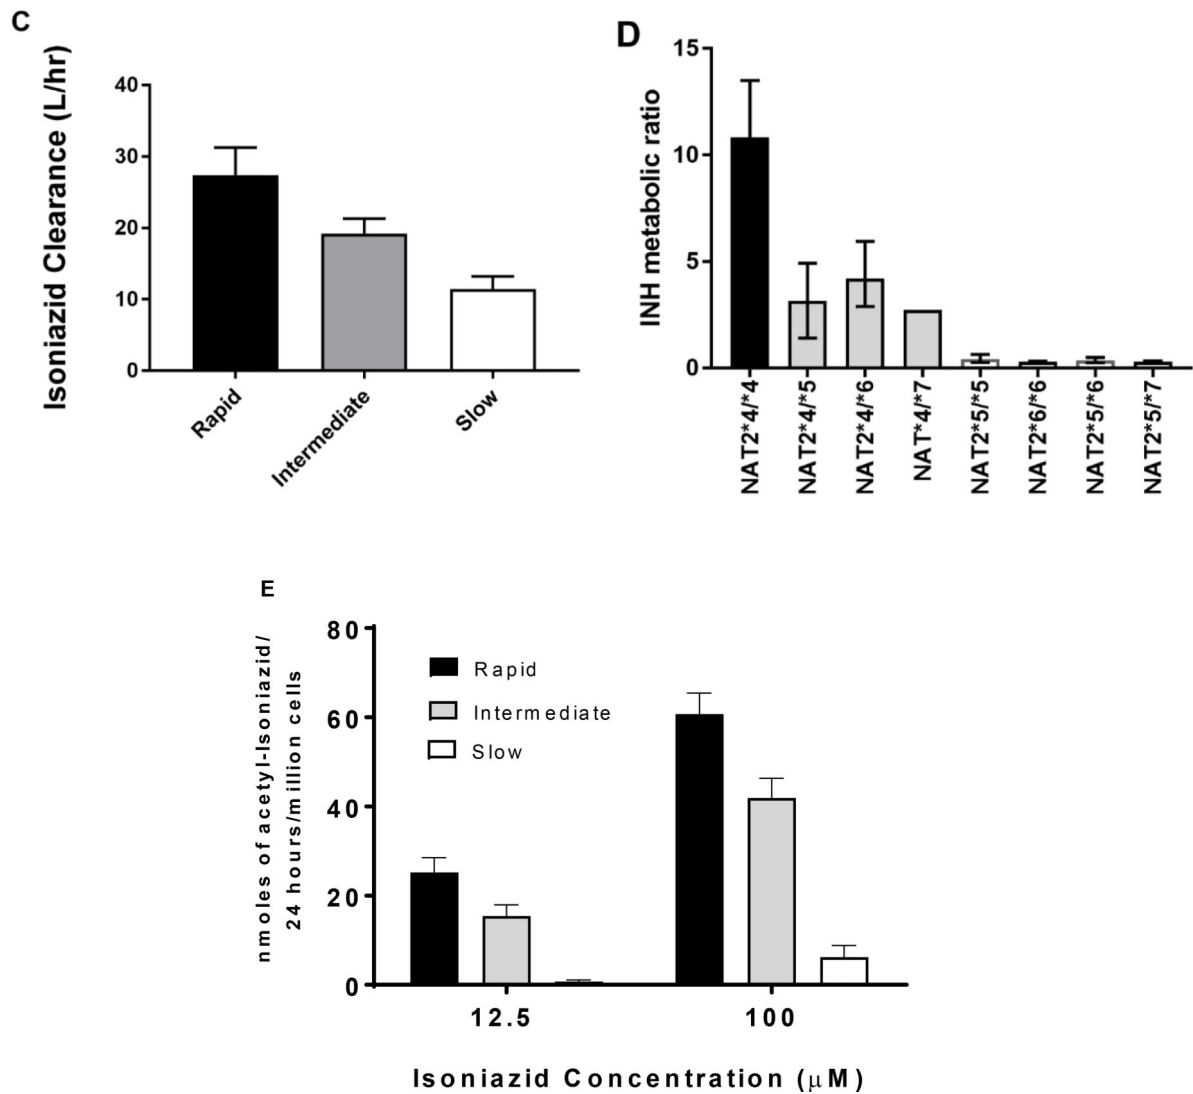 C
Isoniazid Clearance (L/hr)
40
30
20
10
0
Rapid
Intermediate
Slow
D
INH metabolic ratio
15
10
5
0
NAT2*4/*4
NAT2*4/*5
NAT2*4/*6
NAT*4/*7
NAT2*5/*5
NAT2*6/*6
NAT2*5/*6
NAT2*5/*7
E
nmoles of acetyl-Isoniazid/
24 hours/million cells
80
60
40
20
0
Rapid
Intermediate
Slow
12.5
100
Isoniazid Concentration (μM)